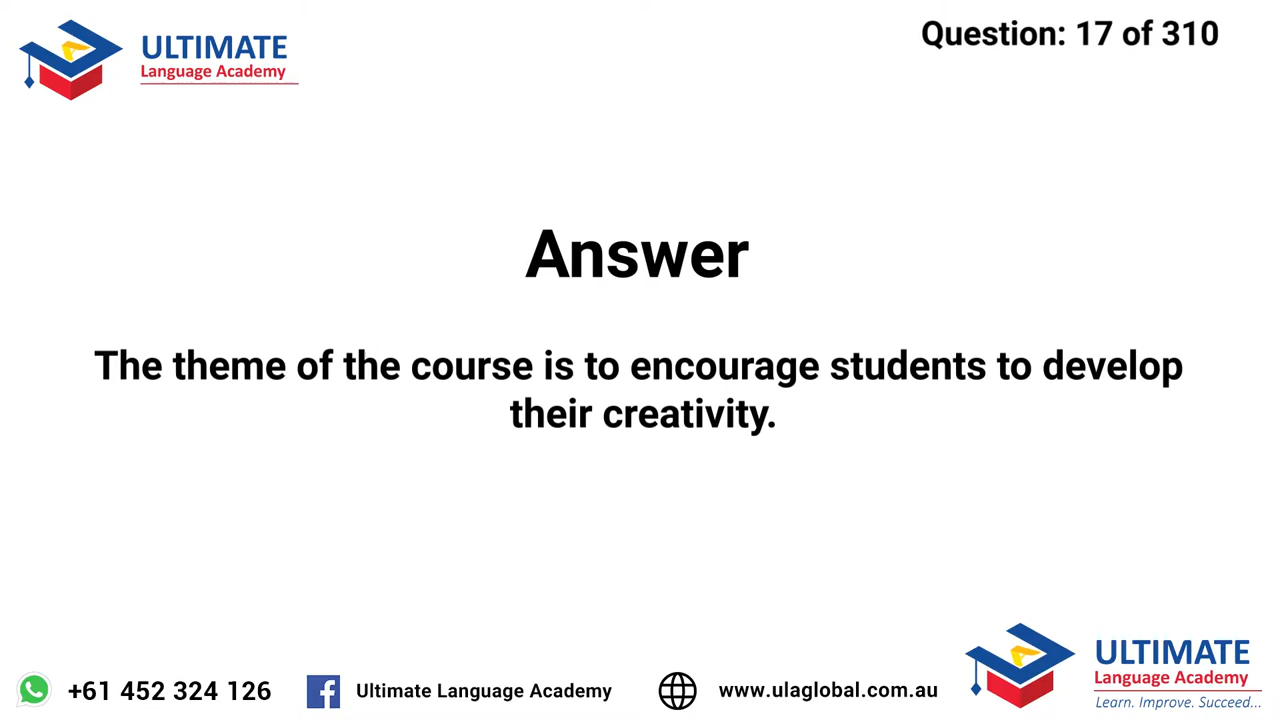 ULTIMATE
Language Academy
Question: 17 of 310
Answer
The theme of the course is to encourage students to develop
their creativity.
+61 452 324 126
Ultimate Language Academy
www.ulaglobal.com.au
ULTIMATE
Language Academy
Learn. Improve. Succeed...